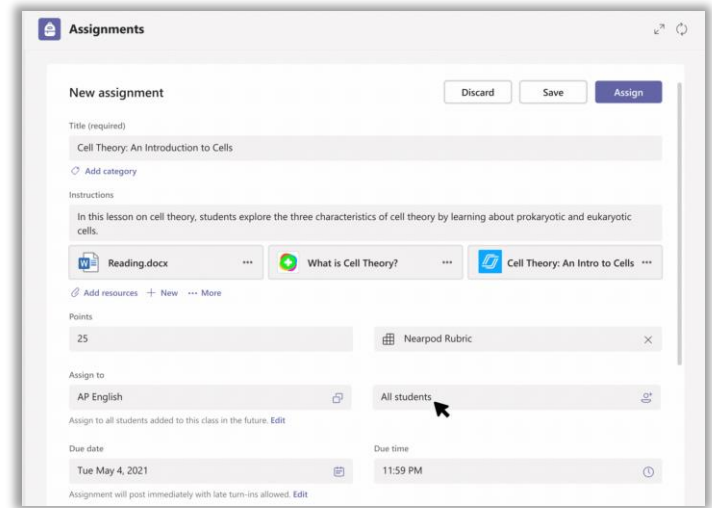 Assignments
New assignment
Discard
Save
Assign
Title (required)
Cell Theory: An Introduction to Cells
Add category
Instructions
In this lesson on cell theory, students explore the three characteristics of cell theory by learning about prokaryotic and eukaryotic
cells.
W
Reading.docx
What is Cell Theory?
Cell Theory: An Intro to Cells
Add resources
New
More
Points
25
Nearpod Rubric
Assign to
AP English
All students
Assign to all students added to this class in the future. Edit
Due date
Due time
Tue May 4, 2021
11:59 PM
Assignment will post immediately with late turn-ins allowed. Edit